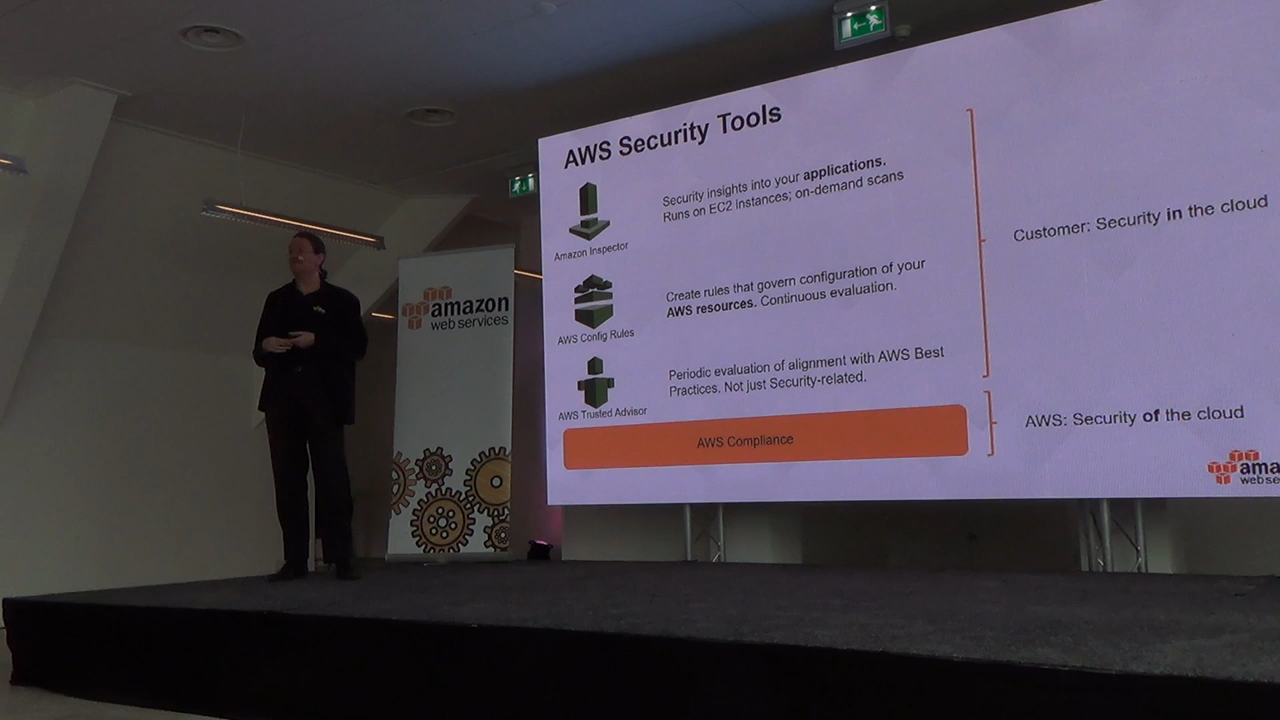 AWS Security Tools
Amazon Inspector
Security insights into your applications.
Runs on EC2 instances; on-demand scans
AWS Config Rules
Create rules that govern configuration of your
AWS resources. Continuous evaluation.
AWS Trusted Advisor
Periodic evaluation of alignment with AWS Best
Practices. Not just Security-related.
AWS Compliance
Customer: Security in the cloud
AWS: Security of the cloud
ama
web se
amazon
web services